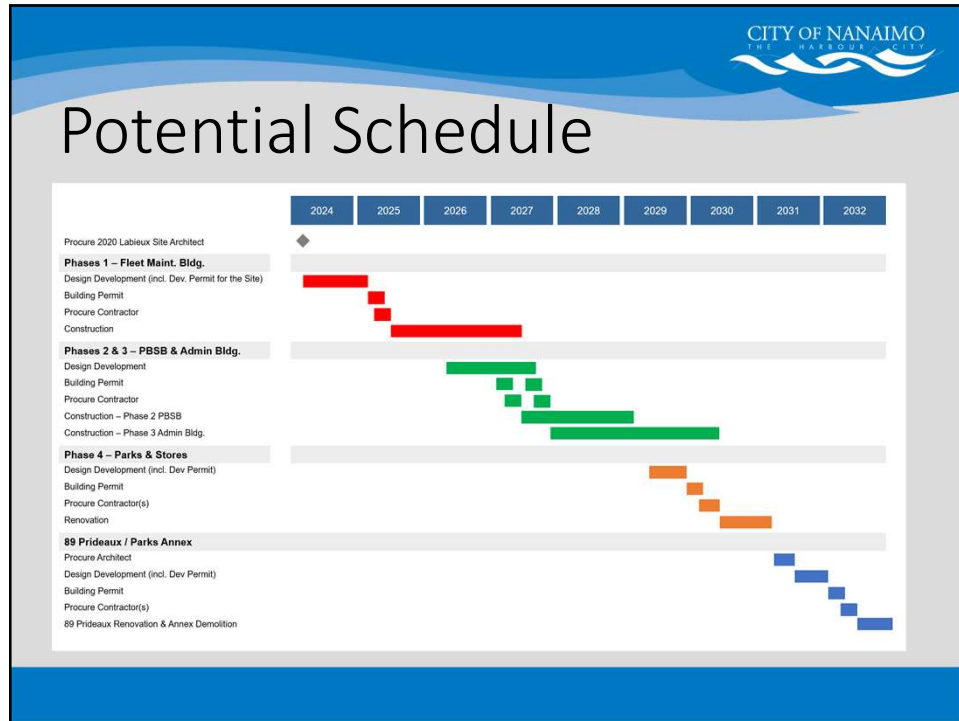 CITY OF NANAIMO
THE HARBOUR CITY
Potential Schedule
2024 2025 2026 2027 2028 2029 2030 2031 2032
Procure 2020 Labieux Site Architect
Phases 1 – Fleet Maint. Bldg.
Design Development (incl. Dev. Permit for the Site)
Building Permit
Procure Contractor
Construction
Phases 2 & 3 – PBSB & Admin Bldg.
Design Development
Building Permit
Procure Contractor
Construction – Phase 2 PBSB
Construction – Phase 3 Admin Bldg.
Phase 4 – Parks & Stores
Design Development (incl. Dev Permit)
Building Permit
Procure Contractor(s)
Renovation
89 Prideaux / Parks Annex
Procure Architect
Design Development (incl. Dev Permit)
Building Permit
Procure Contractor(s)
89 Prideaux Renovation & Annex Demolition